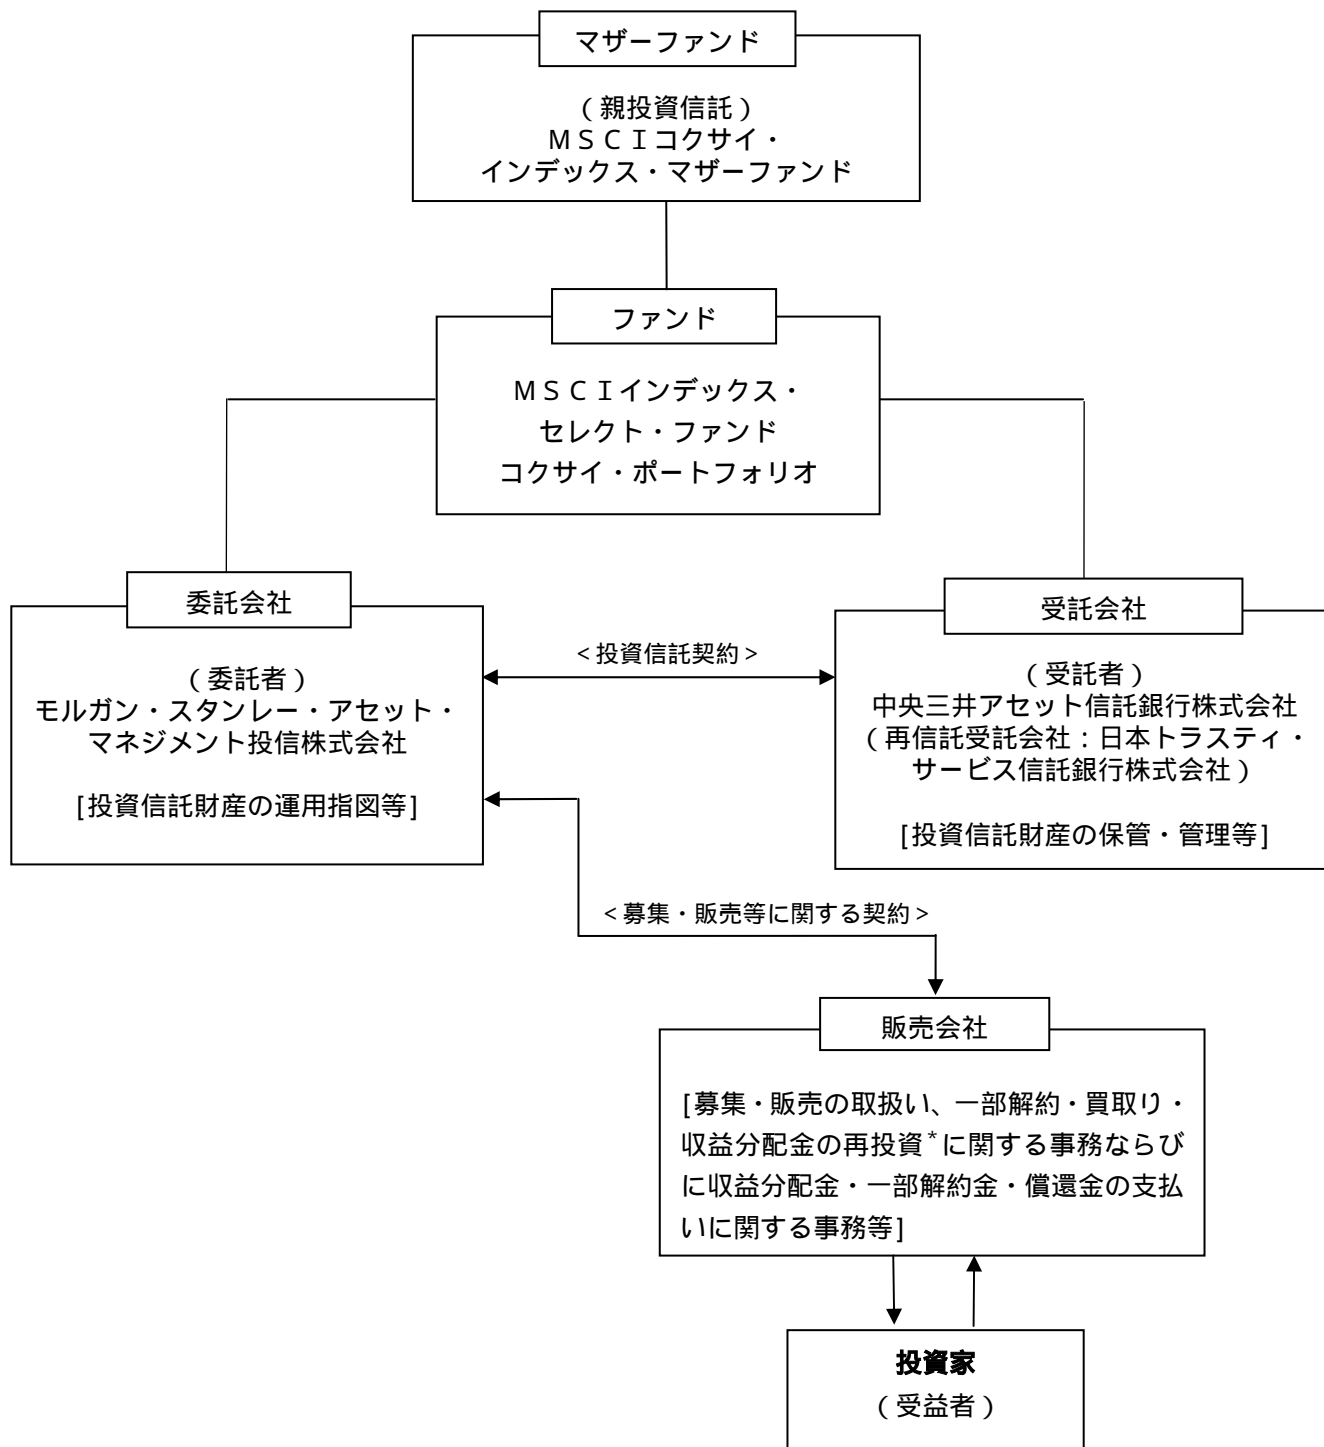 マザーファンド
（親投資信託）
ＭＳＣＩコクサイ・
インデックス・マザーファンド
ファンド
ＭＳＣＩインデックス・
セレクト・ファンド
コクサイ・ポートフォリオ
委託会社
（委託者）
モルガン・スタンレー・アセット・
マネジメント投信株式会社
[投資信託財産の運用指図等]
<投資信託契約>
受託会社
（受託者）
中央三井アセット信託銀行株式会社
（再信託受託会社：日本トラスティ・
サービス信託銀行株式会社）
[投資信託財産の保管・管理等]
<募集・販売等に関する契約>
販売会社
[募集・販売の取扱い、一部解約・買取り・
収益分配金の再投資*に関する事務ならび
に収益分配金・一部解約金・償還金の支払
いに関する事務等]
投資家
（受益者）